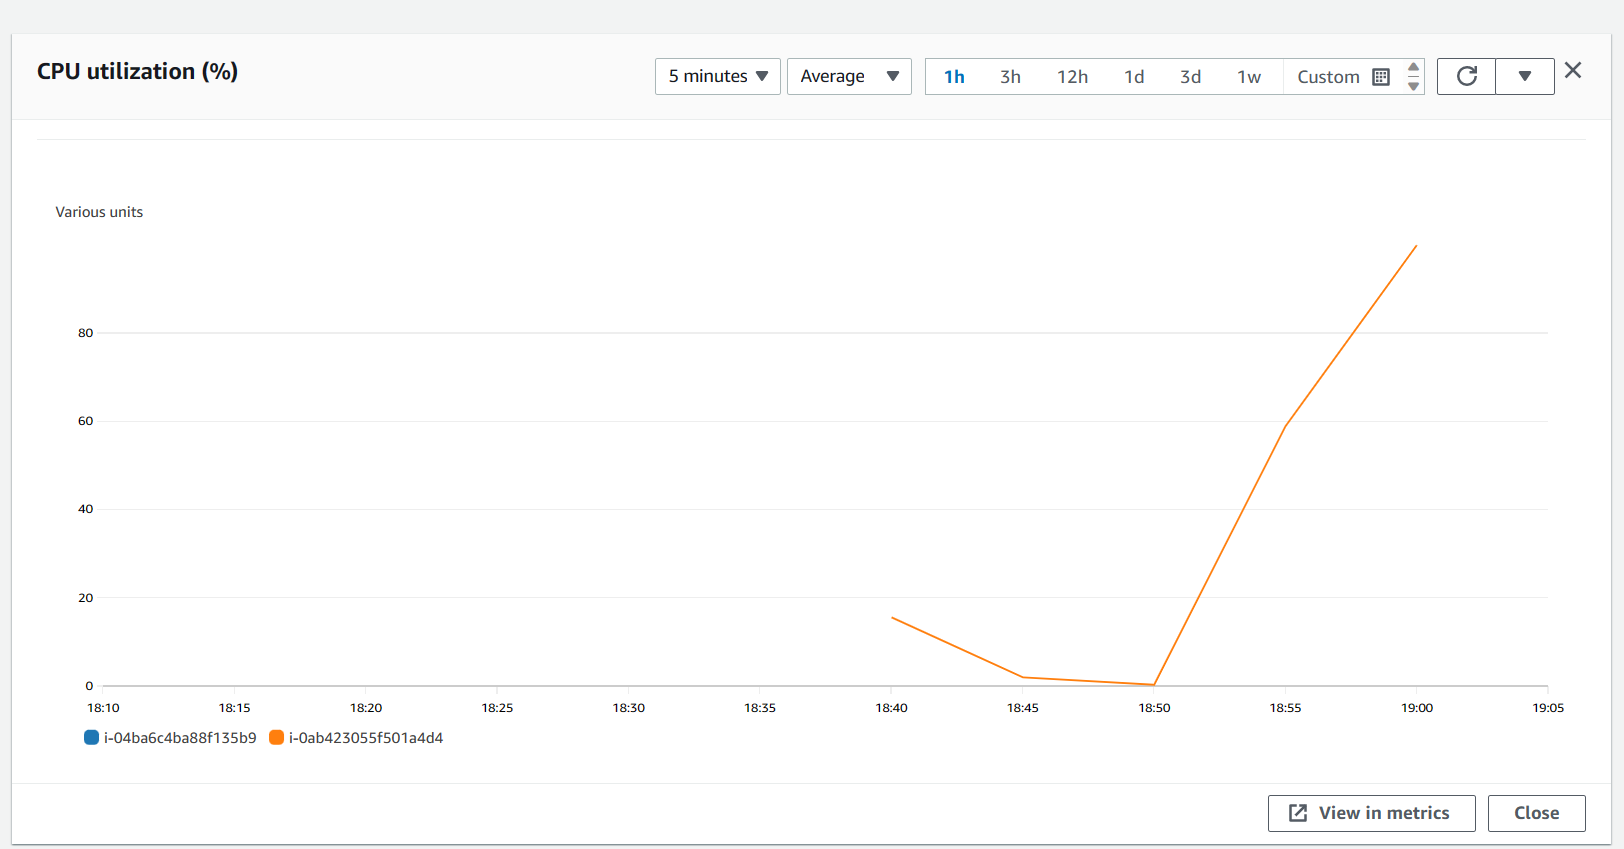 CPU utilization (%)
5 minutes Average 1h 3h 12h 1d 3d 1w Custom
Various units
80
60
40
20
0
18:10 18:15 18:20 18:25 18:30 18:35 18:40 18:45 18:50 18:55 19:00 19:05
i-04ba6c4ba88f135b9 i-0ab423055f501a4d4
View in metrics Close